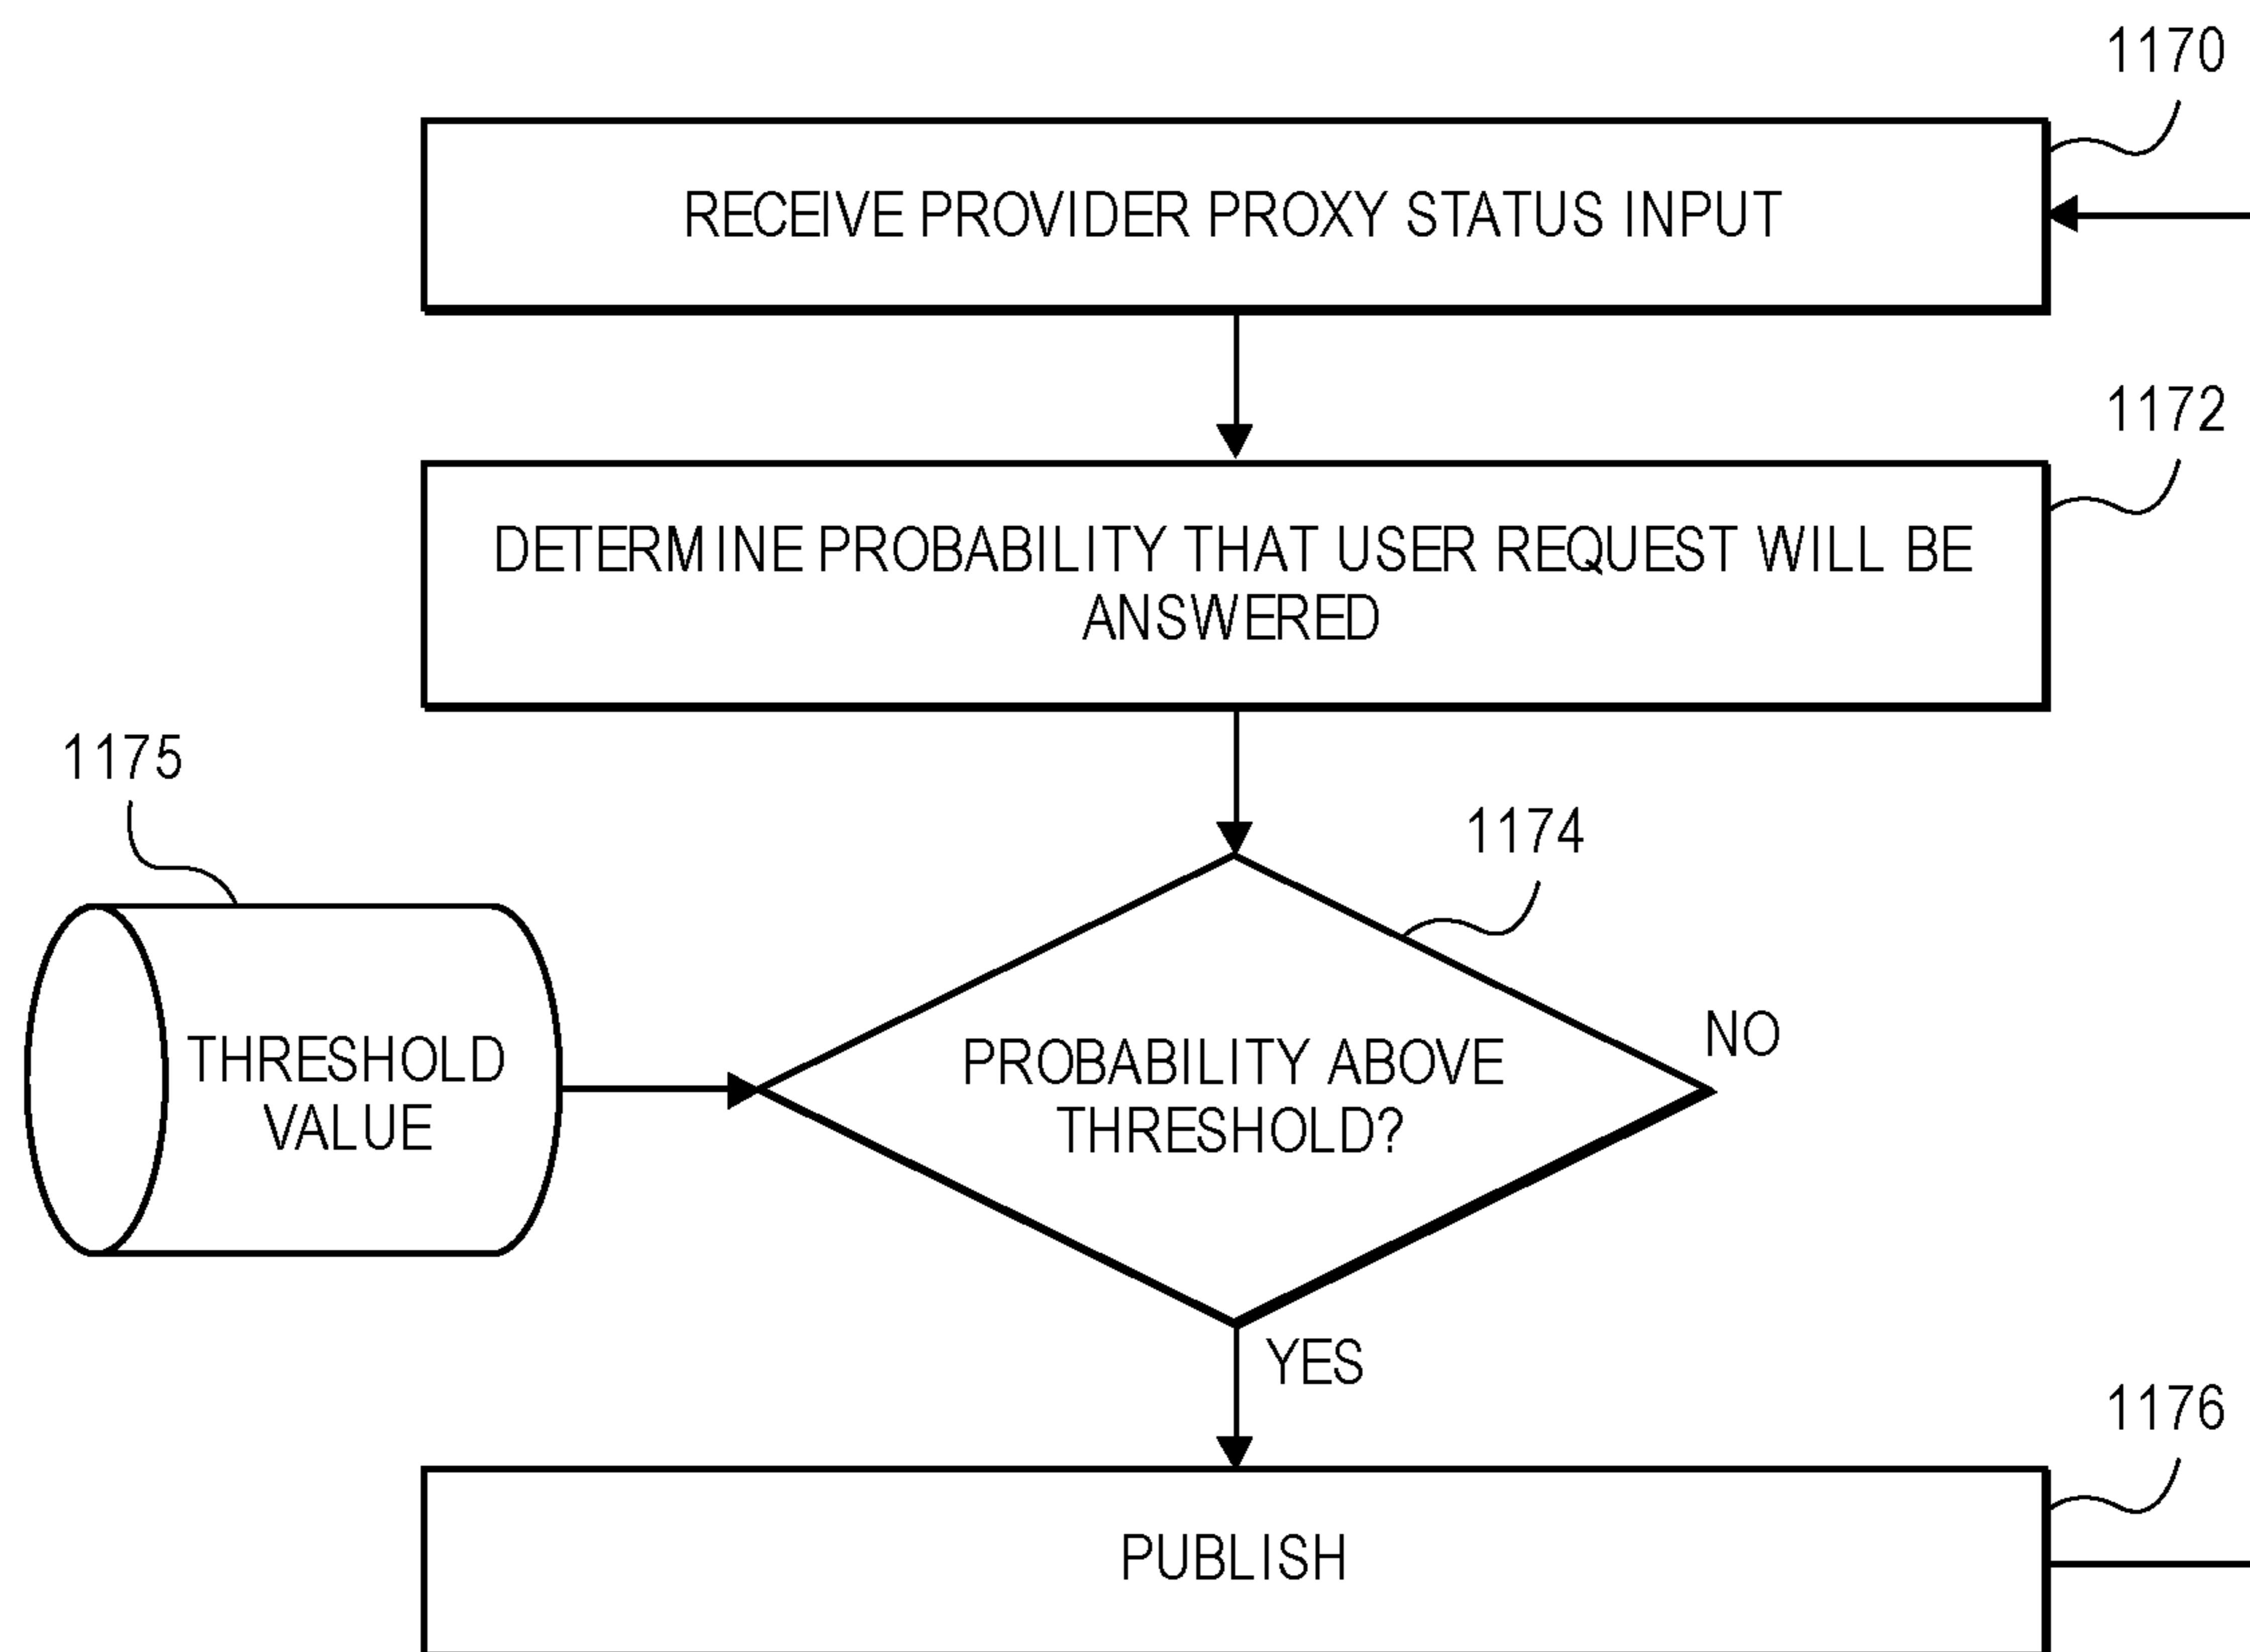 1170
RECEIVE PROVIDER PROXY STATUS INPUT
1172
DETERMINE PROBABILITY THAT USER REQUEST WILL BE
ANSWERED
1175
1174
THRESHOLD
VALUE
PROBABILITY ABOVE
THRESHOLD?
NO
YES
1176
PUBLISH